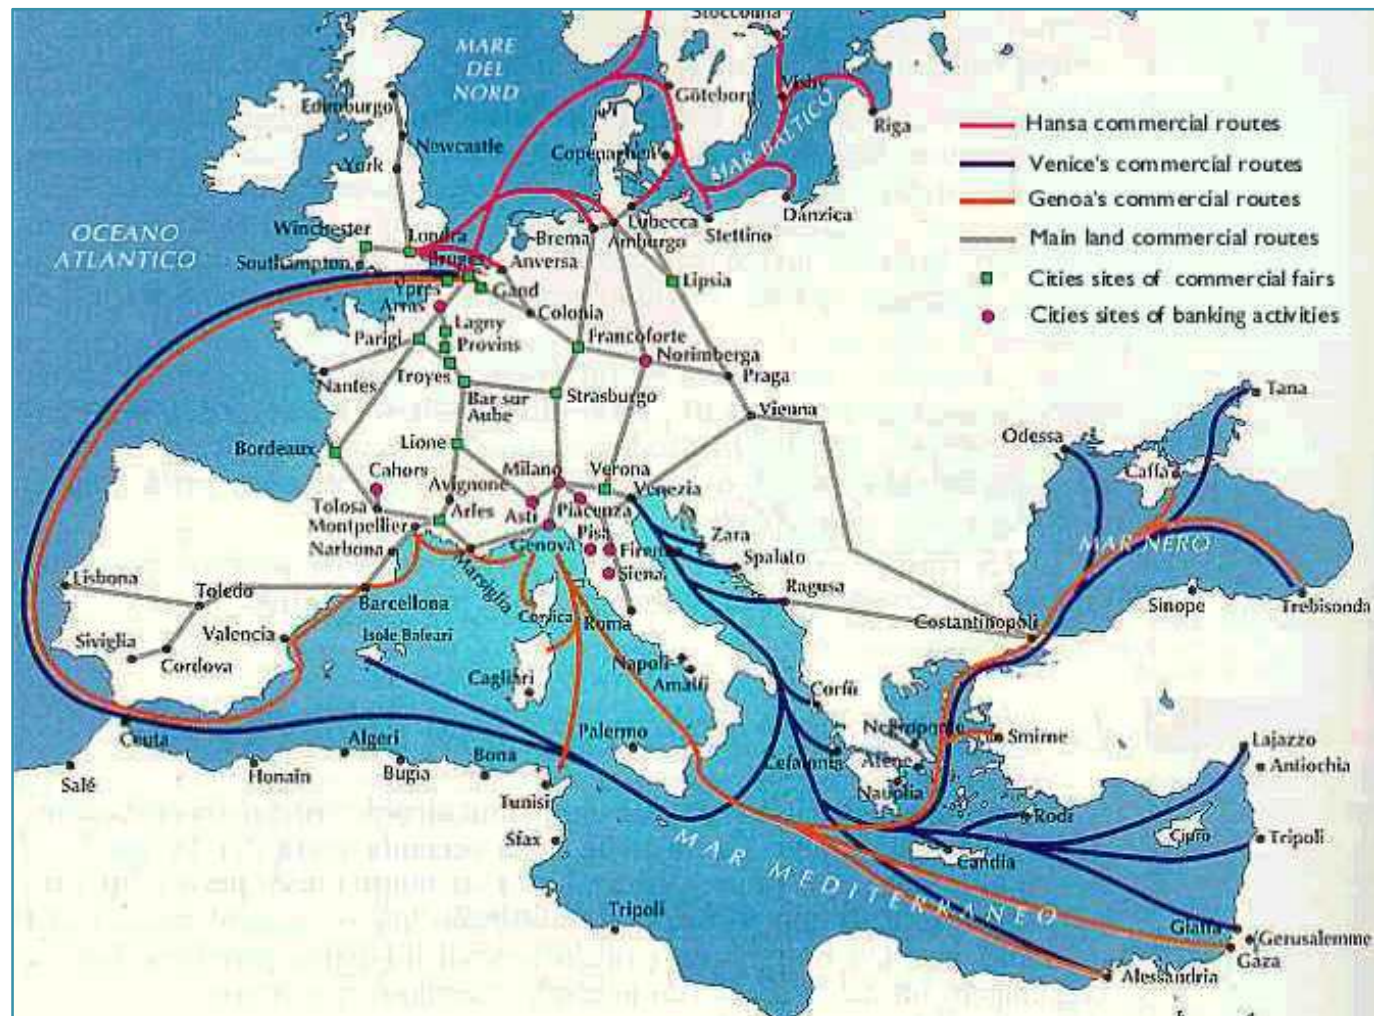 Stoccolma
MARE
DEL
NORD
Edimburgo
Göteborg
Visby
Riga
Newcastle
York
Copenaghen
MAR BALTICO
Hansa commercial routes
Venice's commercial routes
Genoa's commercial routes
Main land commercial routes
Cities sites of commercial fairs
Cities sites of banking activities
OCEANO
ATLANTICO
Winchester
Londra
Southampton
Bruges
Anversa
Brema
Lubecca
Amburgo
Stettino
Danzica
Ypres
Gand
Lipsia
Arras
Colonia
Parigi
Lagny
Provins
Francoforte
Norimberga
Nantes
Troyes
Bar sur
Aube
Strasburgo
Praga
Vienna
Tana
Bordeaux
Lione
Odessa
Cahors
Avignone
Milano
Verona
Venezia
Caffa
Tolosa
Arles
Asti
Piacenza
Montpellier
Narbona
Marsiglia
Genova
Pisa
Firenze
Siena
Zara
Spalato
Ragusa
MAR NERO
Lisbona
Toledo
Barcellona
Corsica
Roma
Sinope
Trebisonda
Costantinopoli
Siviglia
Cordova
Valencia
Isole Baleari
Cagliari
Napoli
Amalfi
Corfù
Ceuta
Algeri
Bona
Palermo
Negroponte
Smirne
Lajazzo
Salé
Honain
Bugia
Cefalonia
Atene
Antiochia
Tunisi
Nauplia
Rodi
Sfax
Candia
Cipro
Tripoli
MAR MEDITERRANEO
Tripoli
Giaffa
Gerusalemme
Gaza
Alessandria